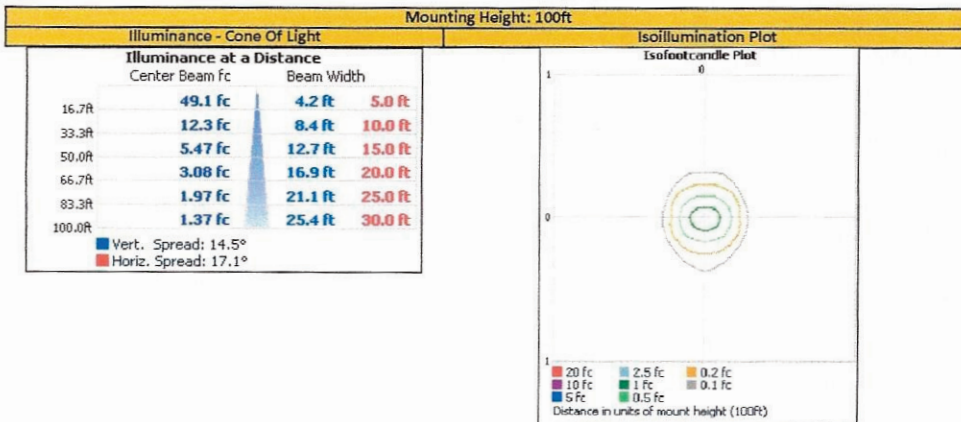 Mounting Height: 100ft
Illuminance - Cone Of Light
Isoillumination Plot
Illuminance at a Distance
Center Beam fc Beam Width
16.7ft 49.1 fc 4.2 ft 5.0 ft
33.3ft 12.3 fc 8.4 ft 10.0 ft
50.0ft 5.47 fc 12.7 ft 15.0 ft
66.7ft 3.08 fc 16.9 ft 20.0 ft
83.3ft 1.97 fc 21.1 ft 25.0 ft
100.0ft 1.37 fc 25.4 ft 30.0 ft
Vert. Spread: 14.5°
Horiz. Spread: 17.1°
Isofootcandle Plot
0
1
0
1
20 fc 2.5 fc 0.2 fc
10 fc 1 fc 0.1 fc
5 fc 0.5 fc
Distance in units of mount height (100ft)